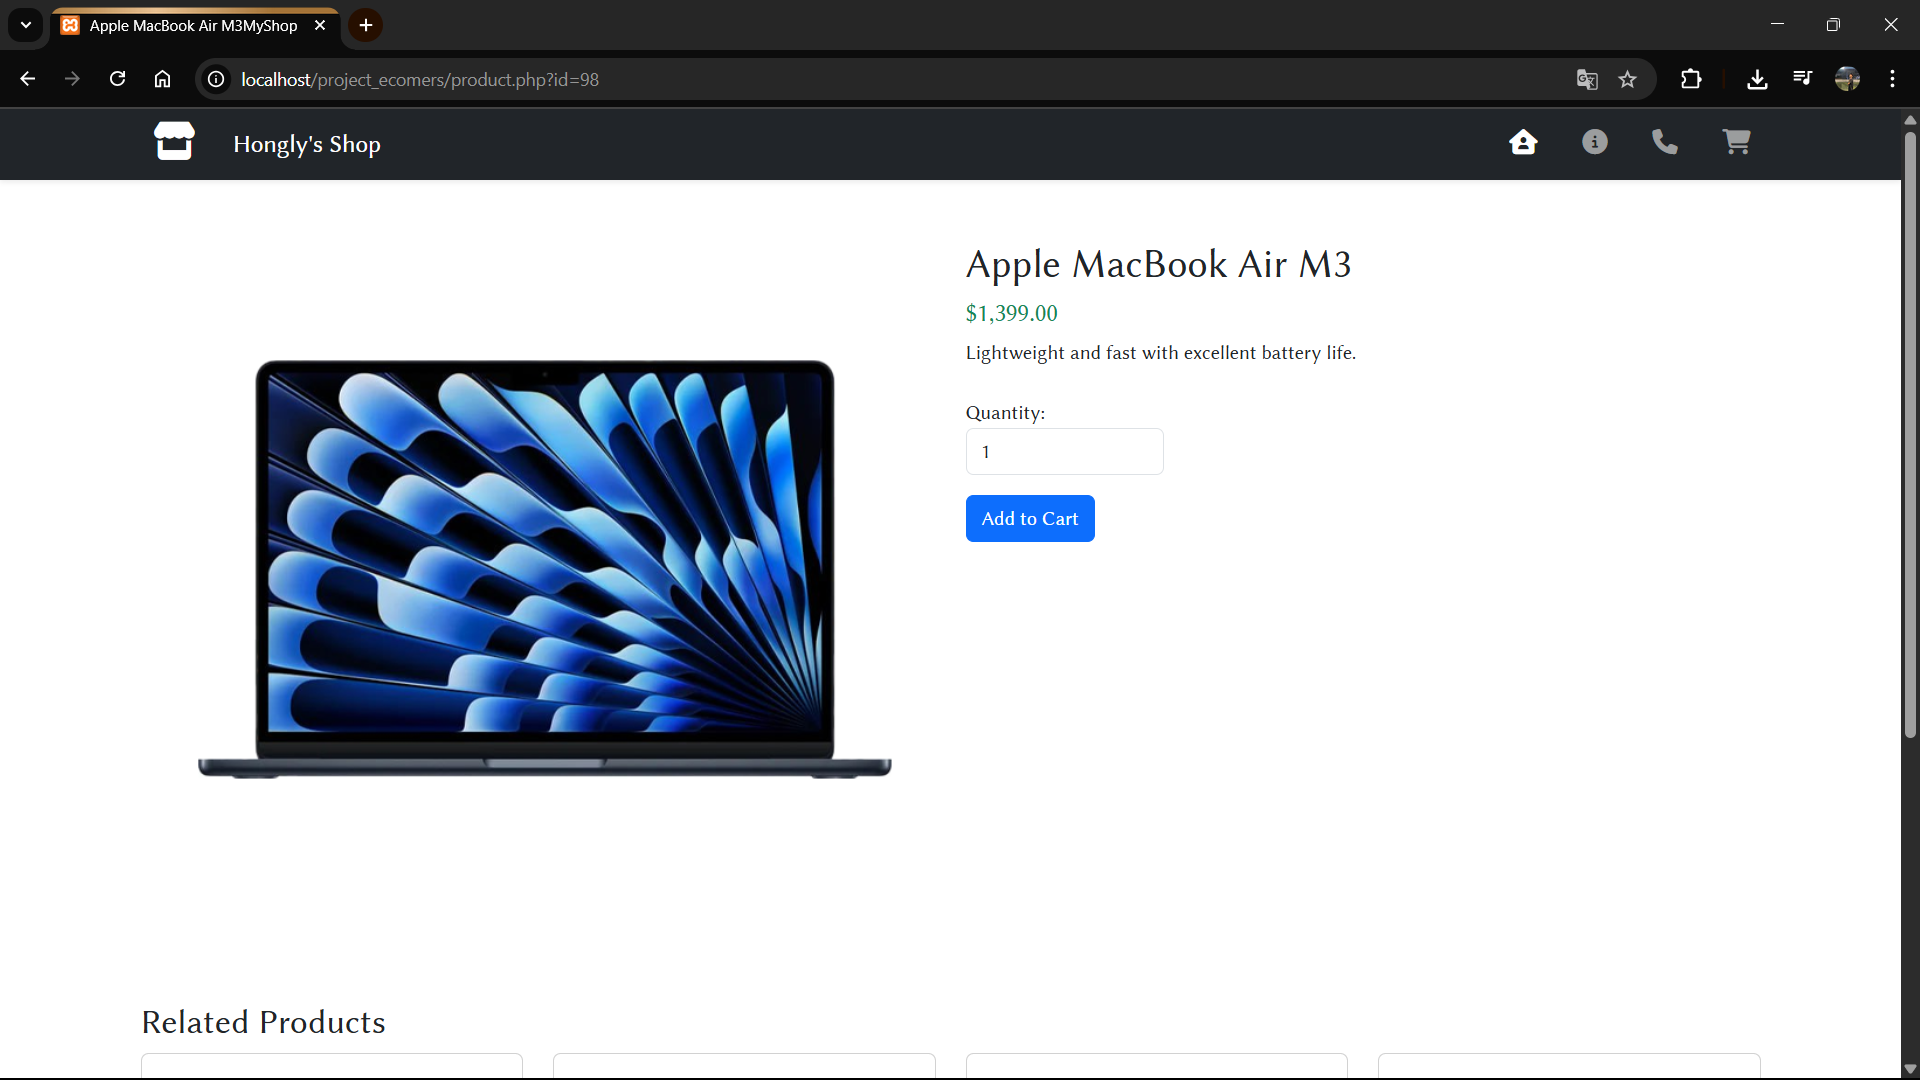 Apple MacBook Air M3MyShop
localhost/project_ecomers/product.php?id=98
Hongly's Shop
Apple MacBook Air M3
$1,399.00
Lightweight and fast with excellent battery life.
Quantity:
1
Add to Cart
Related Products